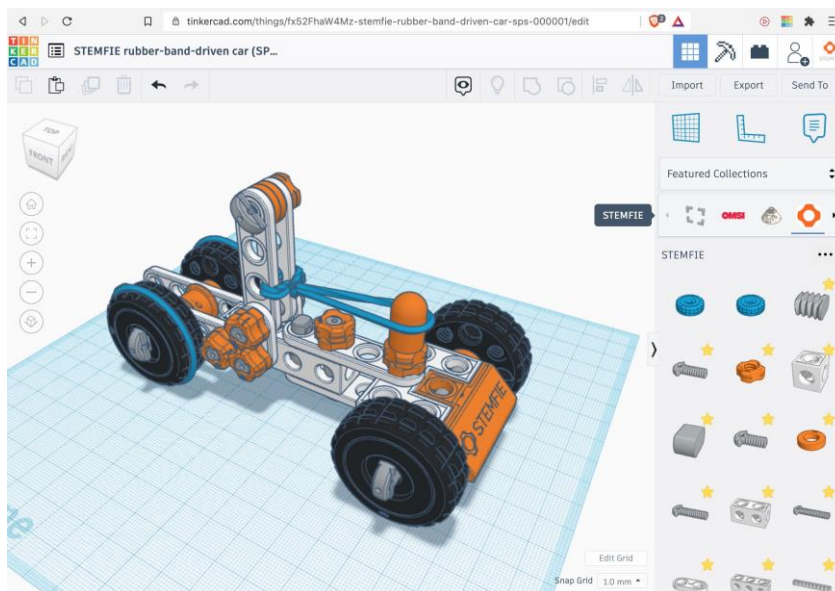 tinkercad.com/things/fx52FhaW4Mz-stemfie-rubber-band-driven-car-sps-000001/edit
TIN
KER
CAD
STEMFIE rubber-band-driven car (SP...
Import
Export
Send To
TOP
FRONT
Featured Collections
STEMFIE
OMSI
STEMFIE
STEMFIE
Edit Grid
Snap Grid
1.0 mm